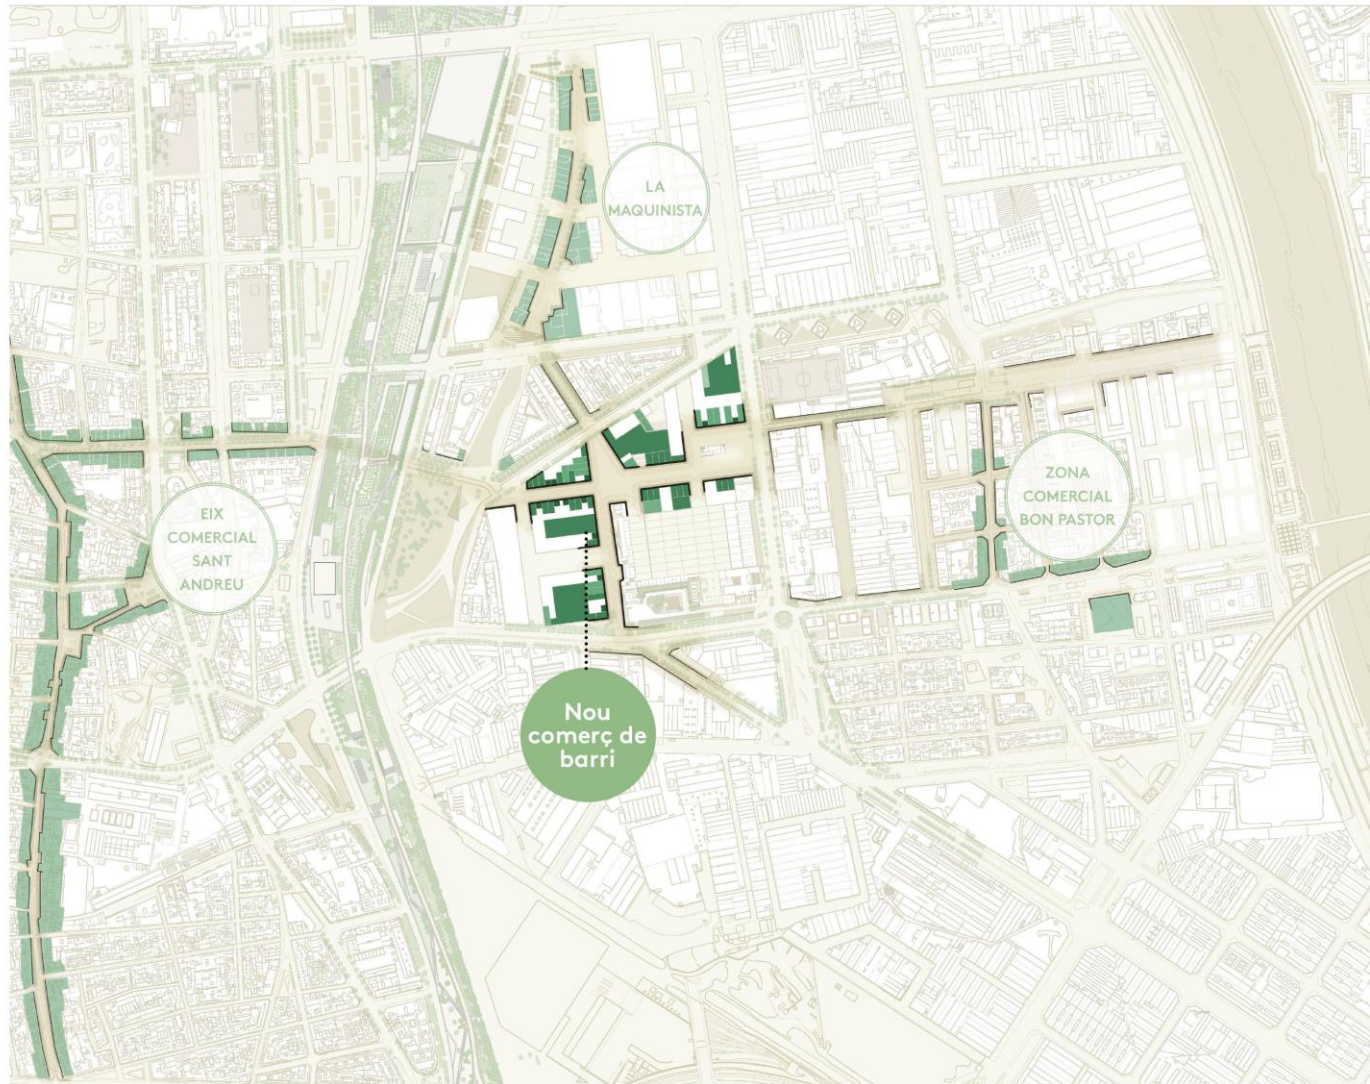 LA
MAQUINISTA
EIX
COMERCIAL
SANT
ANDREU
ZONA
COMERCIAL
BON PASTOR
Nou
comerç de
barri